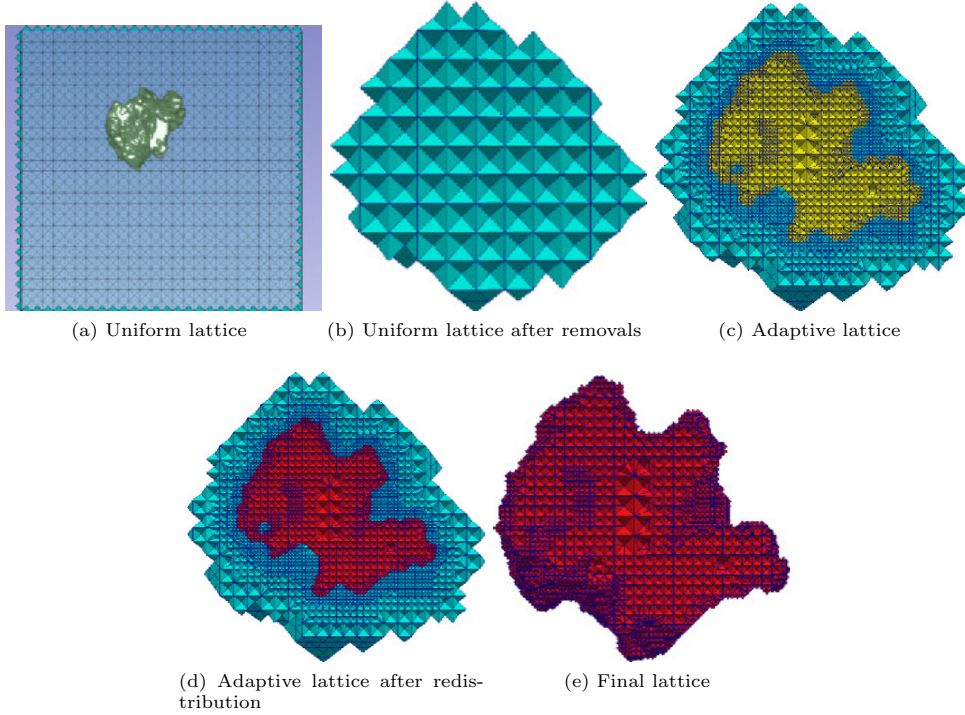 (a) Uniform lattice
(b) Uniform lattice after removals
(c) Adaptive lattice
(d) Adaptive lattice after redis-
tribution
(e) Final lattice